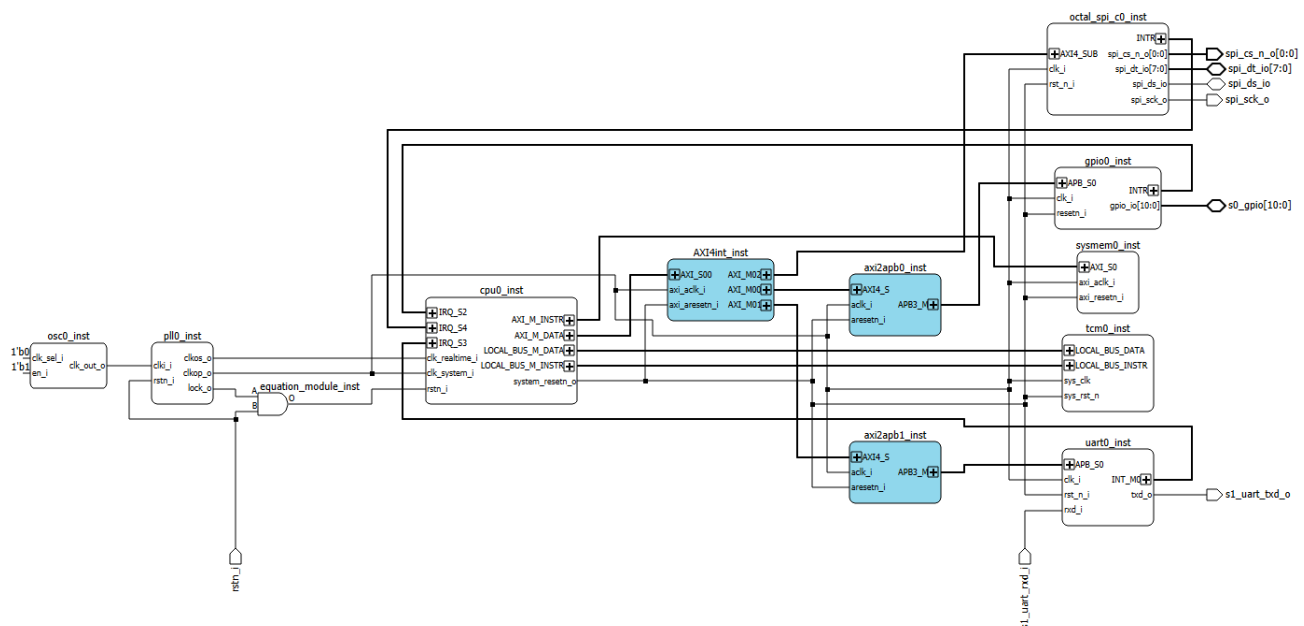 octal_spi_c0_inst
INTR
AXI4_SUB
spi_cs_n_o[0:0]
clk_i
spi_dt_io[7:0]
rst_n_i
spi_ds_io
spi_sck_o
spi_cs_n_o[0:0]
spi_dt_io[7:0]
spi_ds_io
spi_sck_o
gpio0_inst
APB_S0
INTR
clk_i
gpio_io[10:0]
resetn_i
s0_gpio[10:0]
sysmem0_inst
AXI_S0
axi_aclk_i
axi_resetn_i
AXI4int_inst
AXI_S00
AXI_M02
axi_aclk_i
AXI_M00
axi_aresetn_i
AXI_M01
axi2apb0_inst
AXI4_S
aclk_i
APB3_M
aresetn_i
cpu0_inst
IRQ_S2
AXI_M_INSTR
IRQ_S4
AXI_M_DATA
IRQ_S3
LOCAL_BUS_M_DATA
clk_realtime_i
LOCAL_BUS_M_INSTR
clk_system_i
system_resetn_o
rstn_i
osc0_inst
1'b0
clk_sel_i
clk_out_o
1'b1
en_i
pll0_inst
clkos_o
clki_i
clkop_o
rstn_i
lock_o
equation_module_inst
A
B
O
tcm0_inst
LOCAL_BUS_DATA
LOCAL_BUS_INSTR
sys_clk
sys_rst_n
axi2apb1_inst
AXI4_S
aclk_i
APB3_M
aresetn_i
uart0_inst
APB_S0
clk_i
INT_M0
rst_n_i
txd_o
rxd_i
s1_uart_txd_o
rstn_i
s1_uart_rxd_i